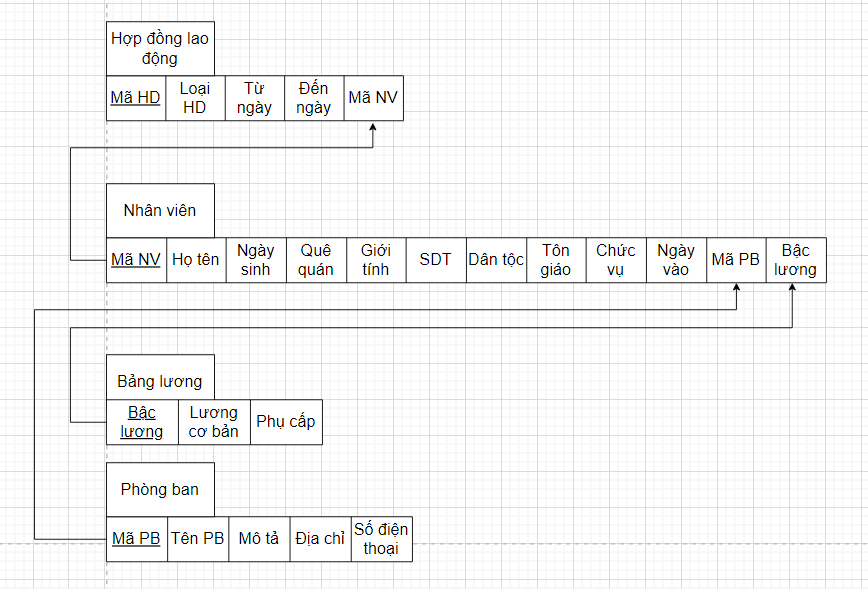 Hợp đồng lao
động
Mã HD
Loại
HD
Từ
ngày
Đến
ngày
Mã NV
Nhân viên
Mã NV
Họ tên
Ngày
sinh
Quê
quán
Giới
tính
SDT
Dân tộc
Tôn
giáo
Chức
vụ
Ngày
vào
Mã PB
Bậc
lương
Bảng lương
Bậc
lương
Lương
cơ bản
Phụ cấp
Phòng ban
Mã PB
Tên PB
Mô tả
Địa chỉ
Số điện
thoại